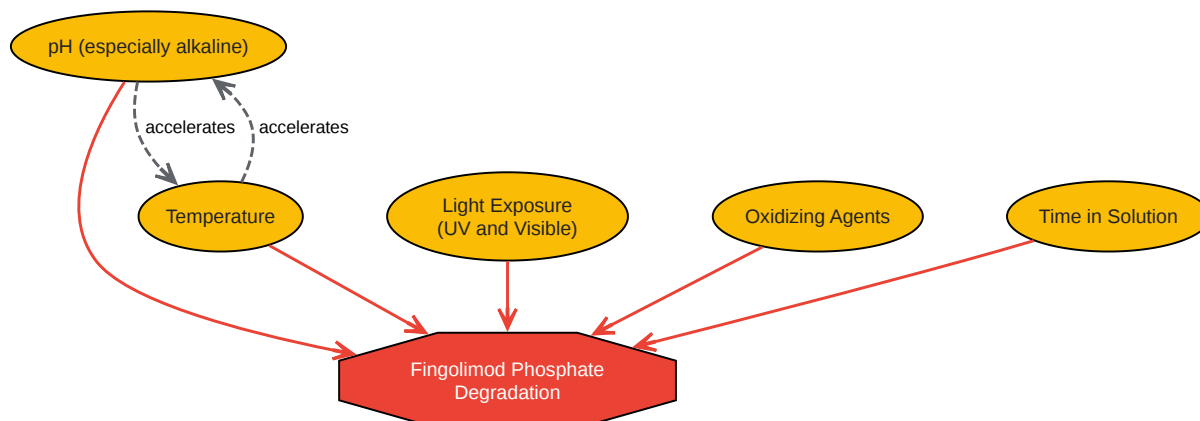 pH (especially alkaline)
accelerates
accelerates
Temperature
Light Exposure
(UV and Visible)
Oxidizing Agents
Time in Solution
Fingolimod Phosphate
Degradation